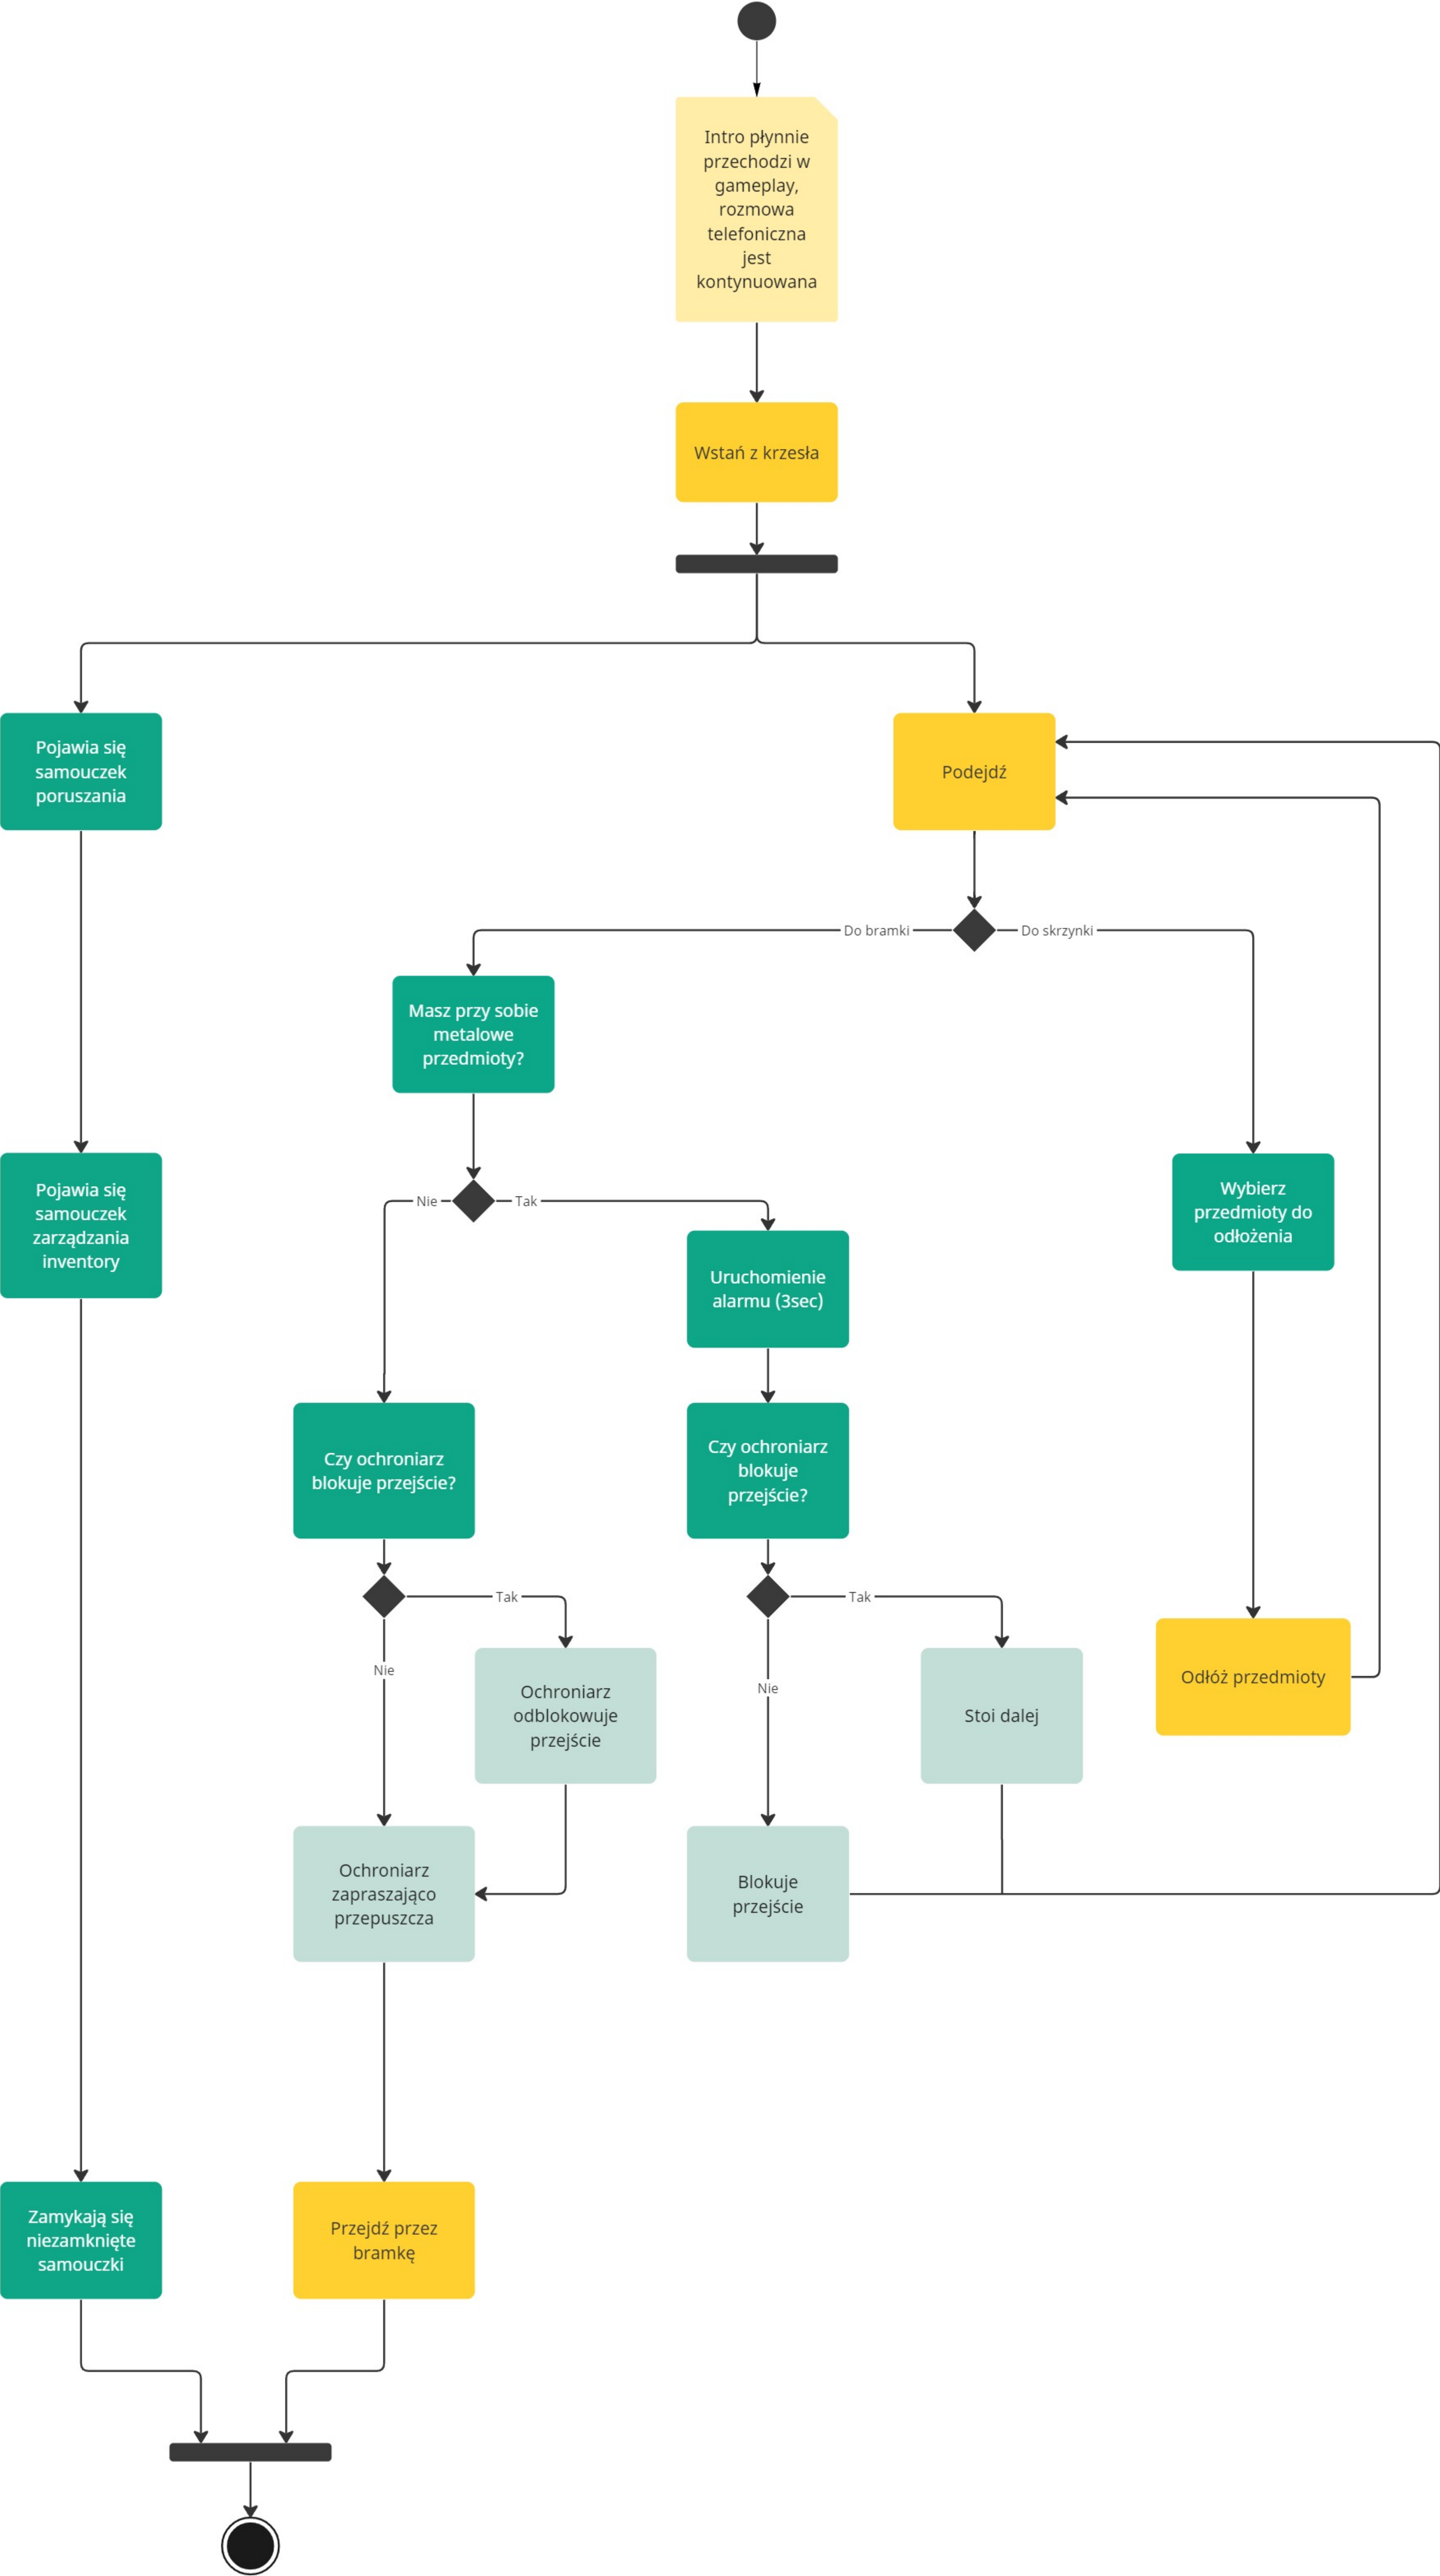 Intro płynnie
przechodzi w
gameplay,
rozmowa
telefoniczna
jest
kontynuowana
Wstań z krzesła
Pojawia się
samouczek
poruszania
Podejdź
Do bramki
Do skrzynki
Masz przy sobie
metalowe
przedmioty?
Pojawia się
samouczek
zarządzania
inventory
Nie
Tak
Wybierz
przedmioty do
odłożenia
Uruchomienie
alarmu (3sec)
Czy ochroniarz
blokuje przejście?
Czy ochroniarz
blokuje
przejście?
Tak
Tak
Nie
Nie
Ochroniarz
odblokowuje
przejście
Stoi dalej
Odłóż przedmioty
Ochroniarz
zapraszająco
przepuszcza
Blokuje
przejście
Zamykają się
niezamknięte
samouczki
Przejdź przez
bramkę